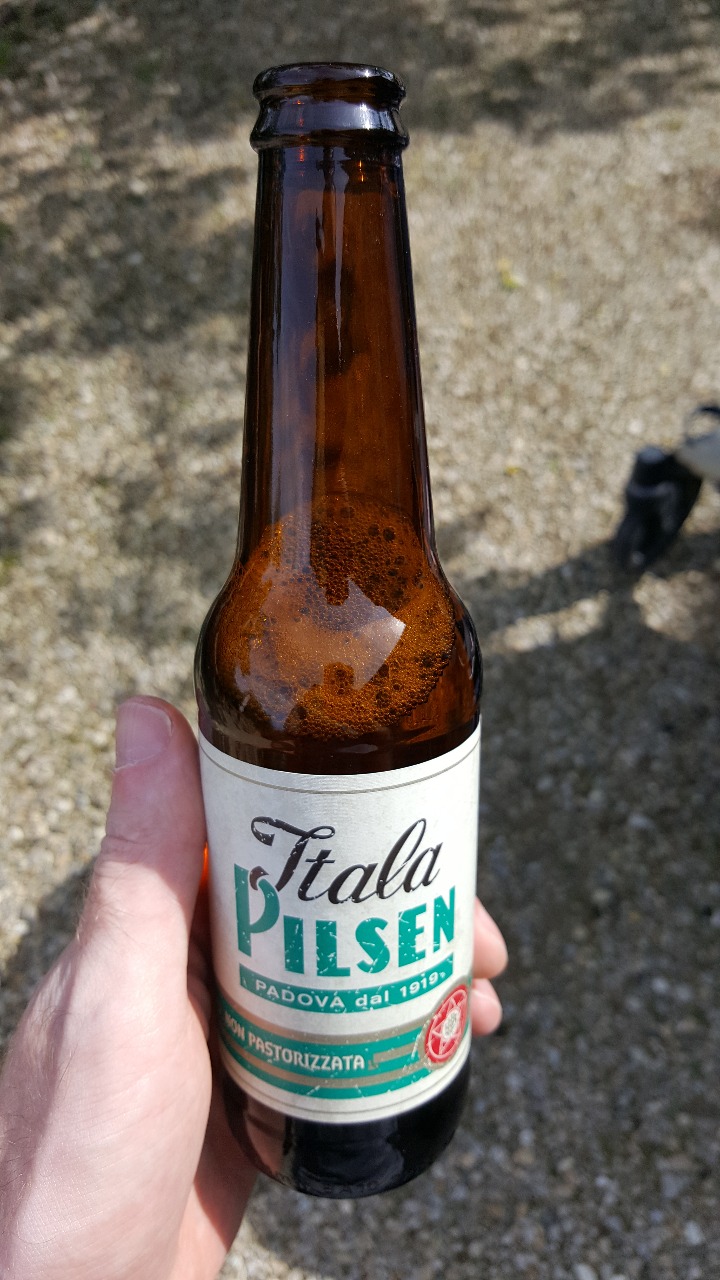 Itala
PILSEN
PADOVA dal 1919
NON PASTORIZZATA